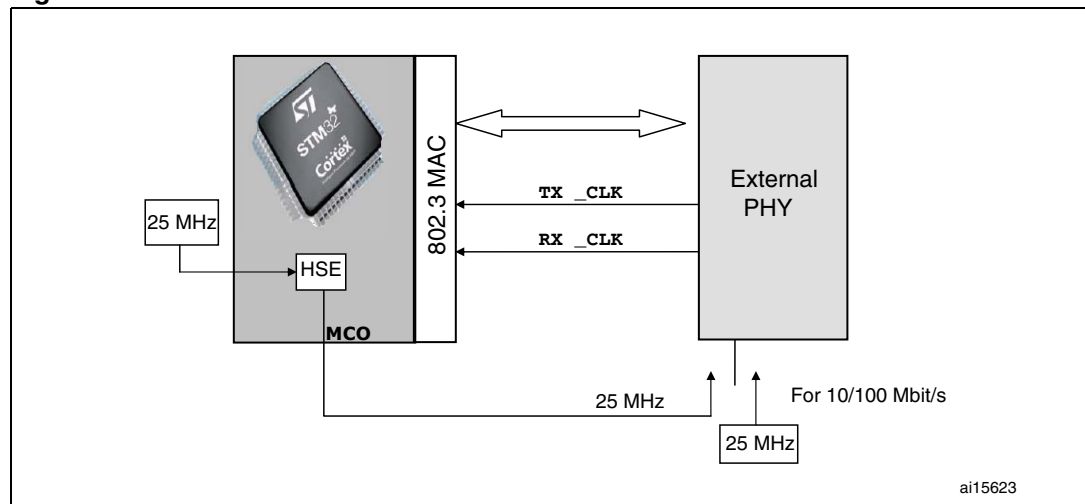 ST
STM32
Cortex
802.3 MAC
External
PHY
TX _CLK
RX _CLK
25 MHz
HSE
MCO
25 MHz
For 10/100 Mbit/s
25 MHz
ai15623